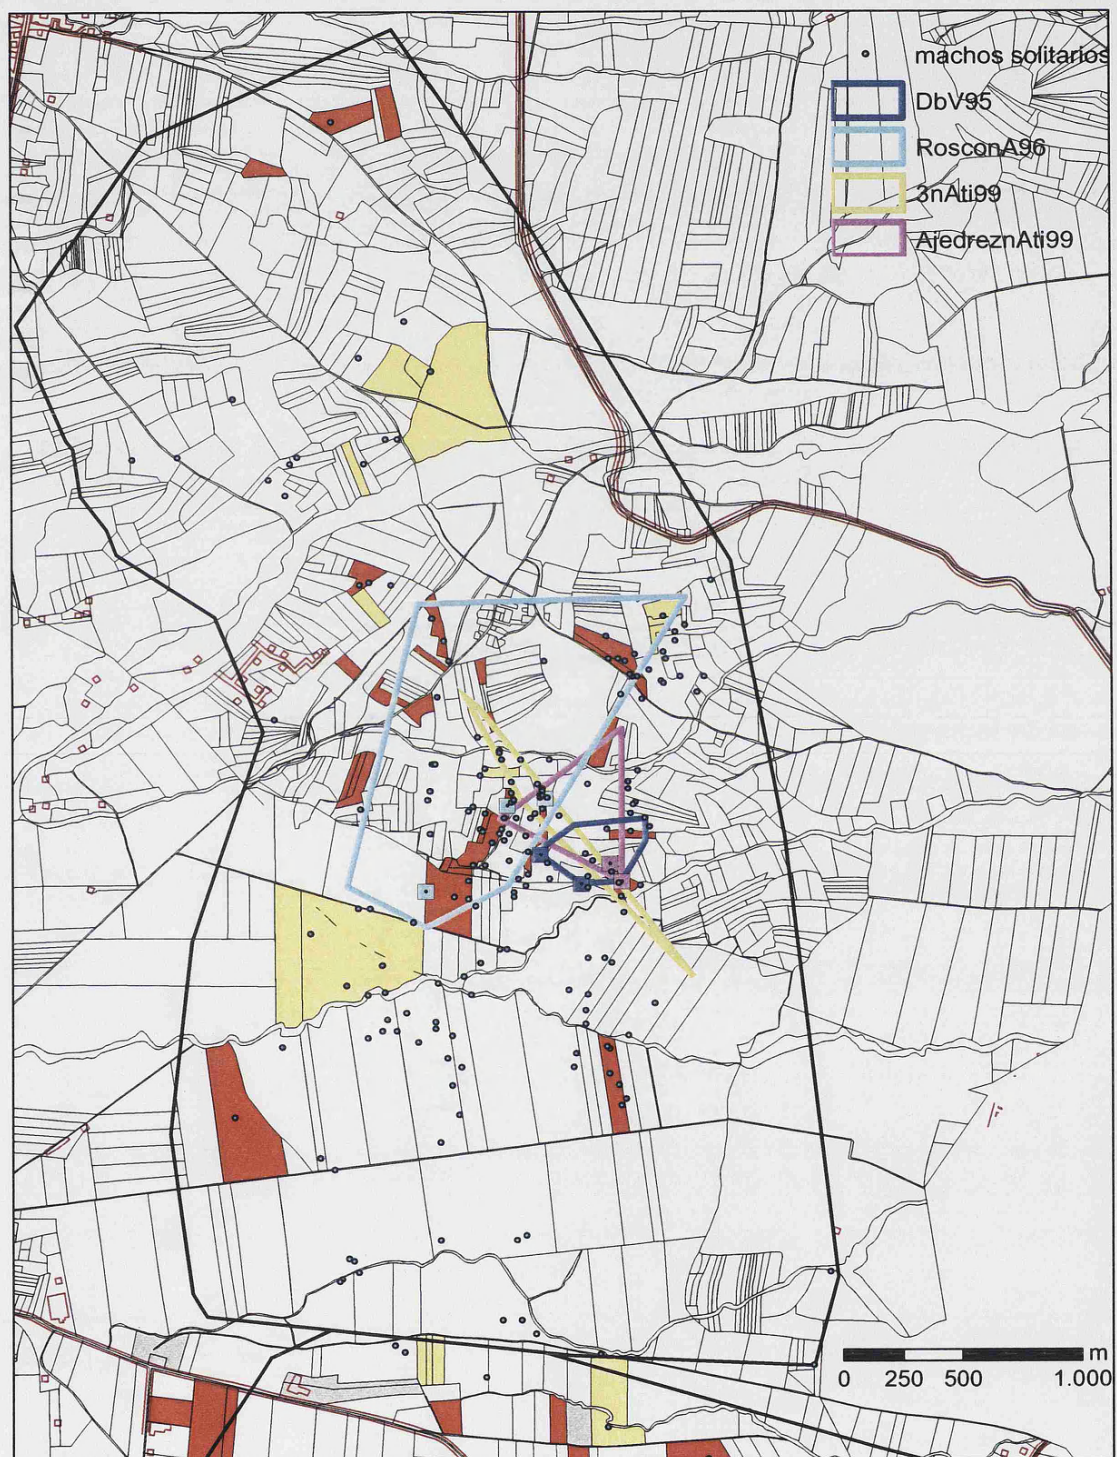 machos solitarios
DbV95
RosconA96
3nAti99
AjedreznAti99
m
0 250 500 1.000